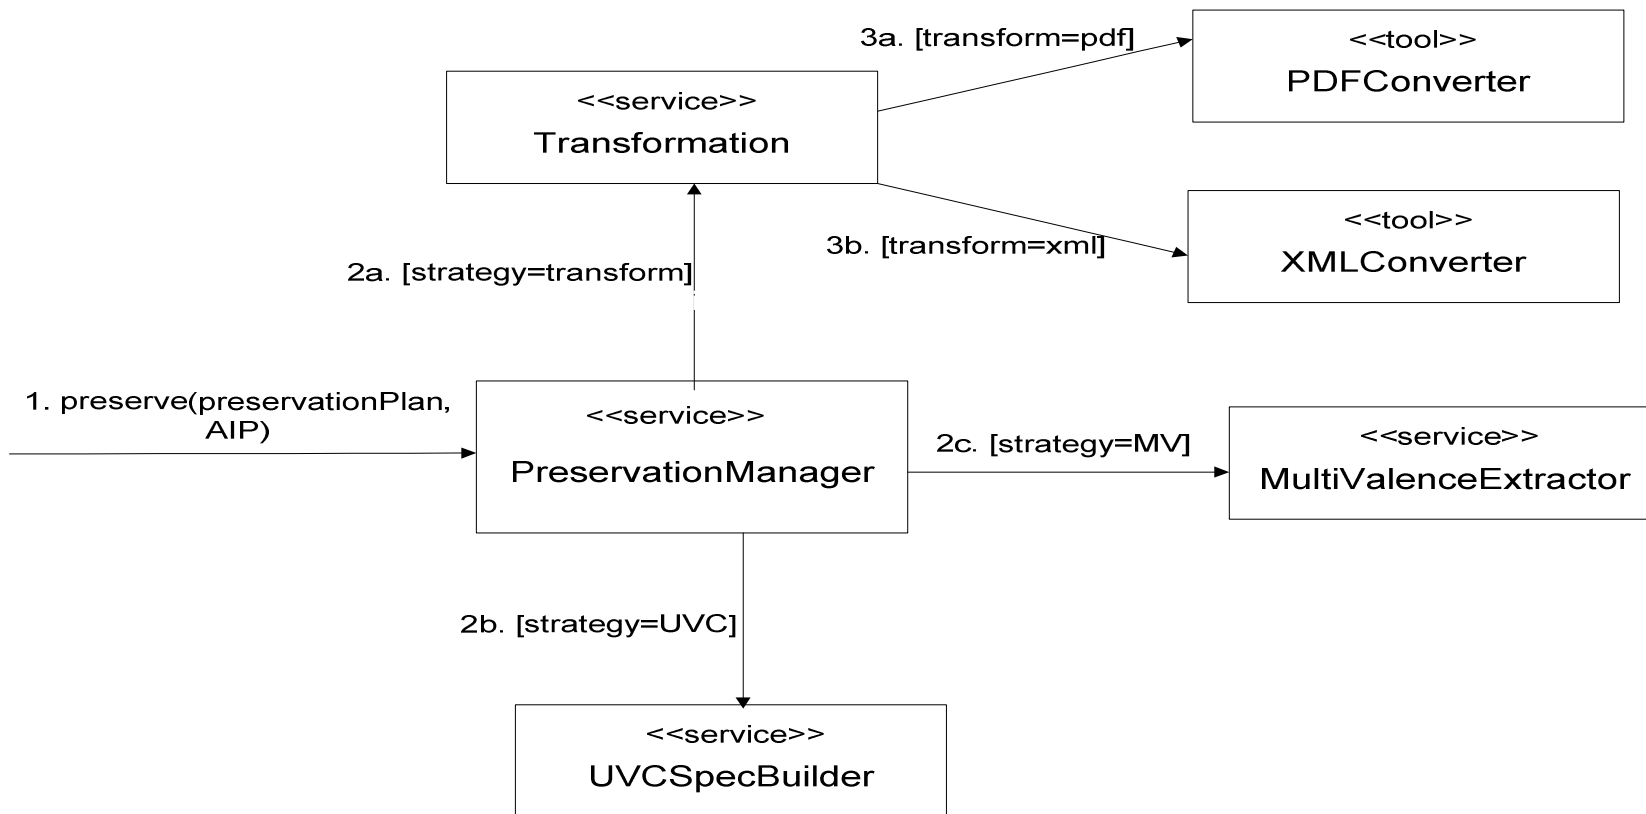 3a. [transform=pdf]
<<tool>>
PDFConverter
<<service>>
Transformation
<<tool>>
XMLConverter
3b. [transform=xml]
2a. [strategy=transform]
1. preserve(preservationPlan,
AIP)
<<service>>
PreservationManager
2c. [strategy=MV]
<<service>>
MultiValenceExtractor
2b. [strategy=UVC]
<<service>>
UVCSpecBuilder